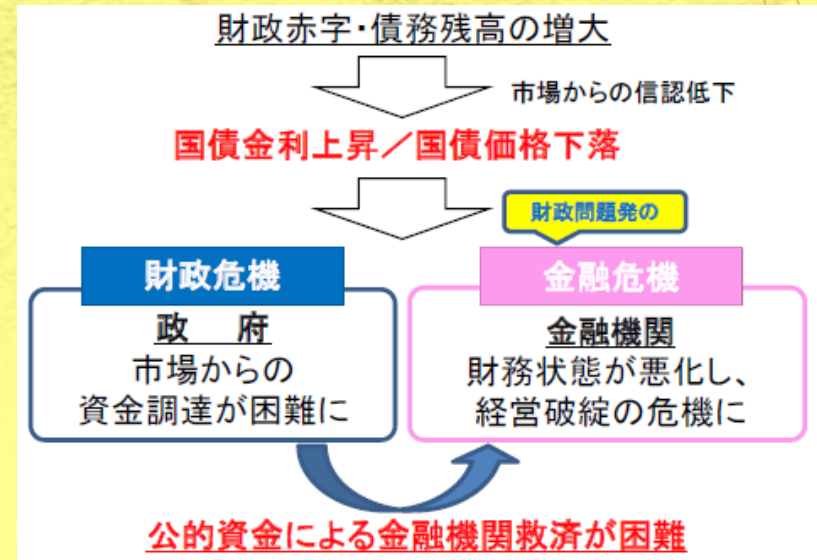 財政赤字・債務残高の増大
市場からの信認低下
国債金利上昇／国債価格下落
財政問題発の
財政危機
政　府
市場からの
資金調達が困難に
金融危機
金融機関
財務状態が悪化し、
経営破綻の危機に
公的資金による金融機関救済が困難